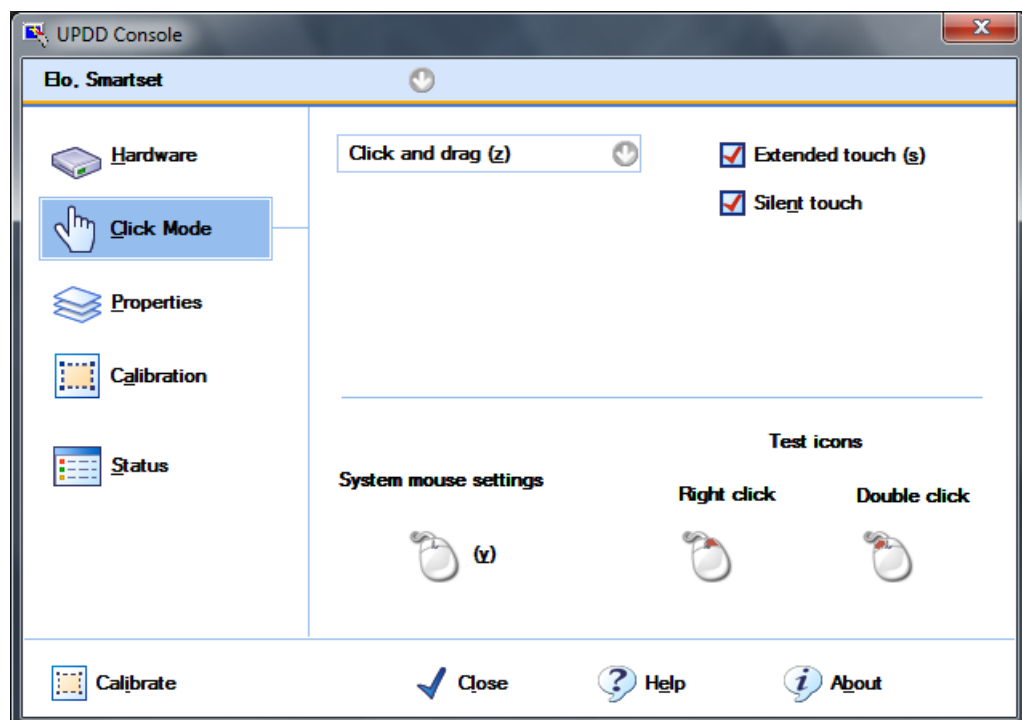 UPDD Console
Elo, Smartset
Hardware
Click Mode
Properties
Calibration
Status
Click and drag (z)
Extended touch (s)
Silent touch
System mouse settings
(v)
Test icons
Right click
Double click
Calibrate
Close
Help
About